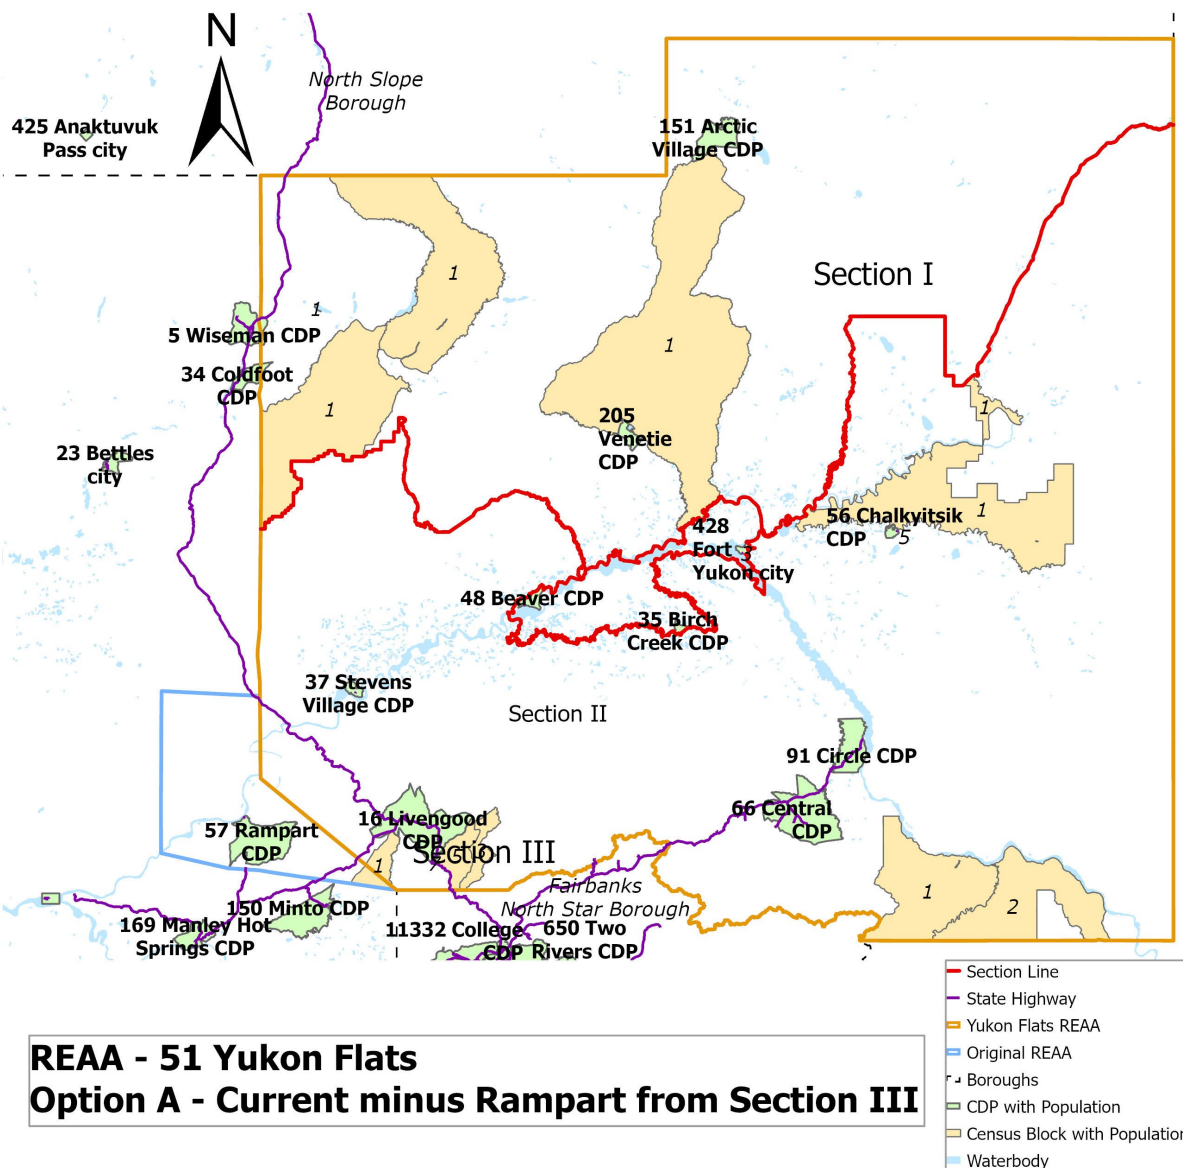 N
North Slope
Borough
425 Anaktuvuk
Pass city
151 Arctic
Village CDP
1
Section I
1
5 Wiseman CDP
1
34 Coldfoot
CDP
1
1
205
Venetie
CDP
23 Bettles
city
1
56 Chalkyitsik
CDP
5
428
Fort
Yukon city
3
48 Beaver CDP
35 Birch
Creek CDP
37 Stevens
Village CDP
Section II
91 Circle CDP
66 Central
CDP
16 Livengood
CDP
57 Rampart
CDP
Section III
1
1
2
Fairbanks
North Star Borough
150 Minto CDP
169 Manley Hot
Springs CDP
11332 College
CDP
650 Two
Rivers CDP
Section Line
State Highway
Yukon Flats REAA
Original REAA
Boroughs
CDP with Population
Census Block with Population
Waterbody
REAA - 51 Yukon Flats
Option A - Current minus Rampart from Section III